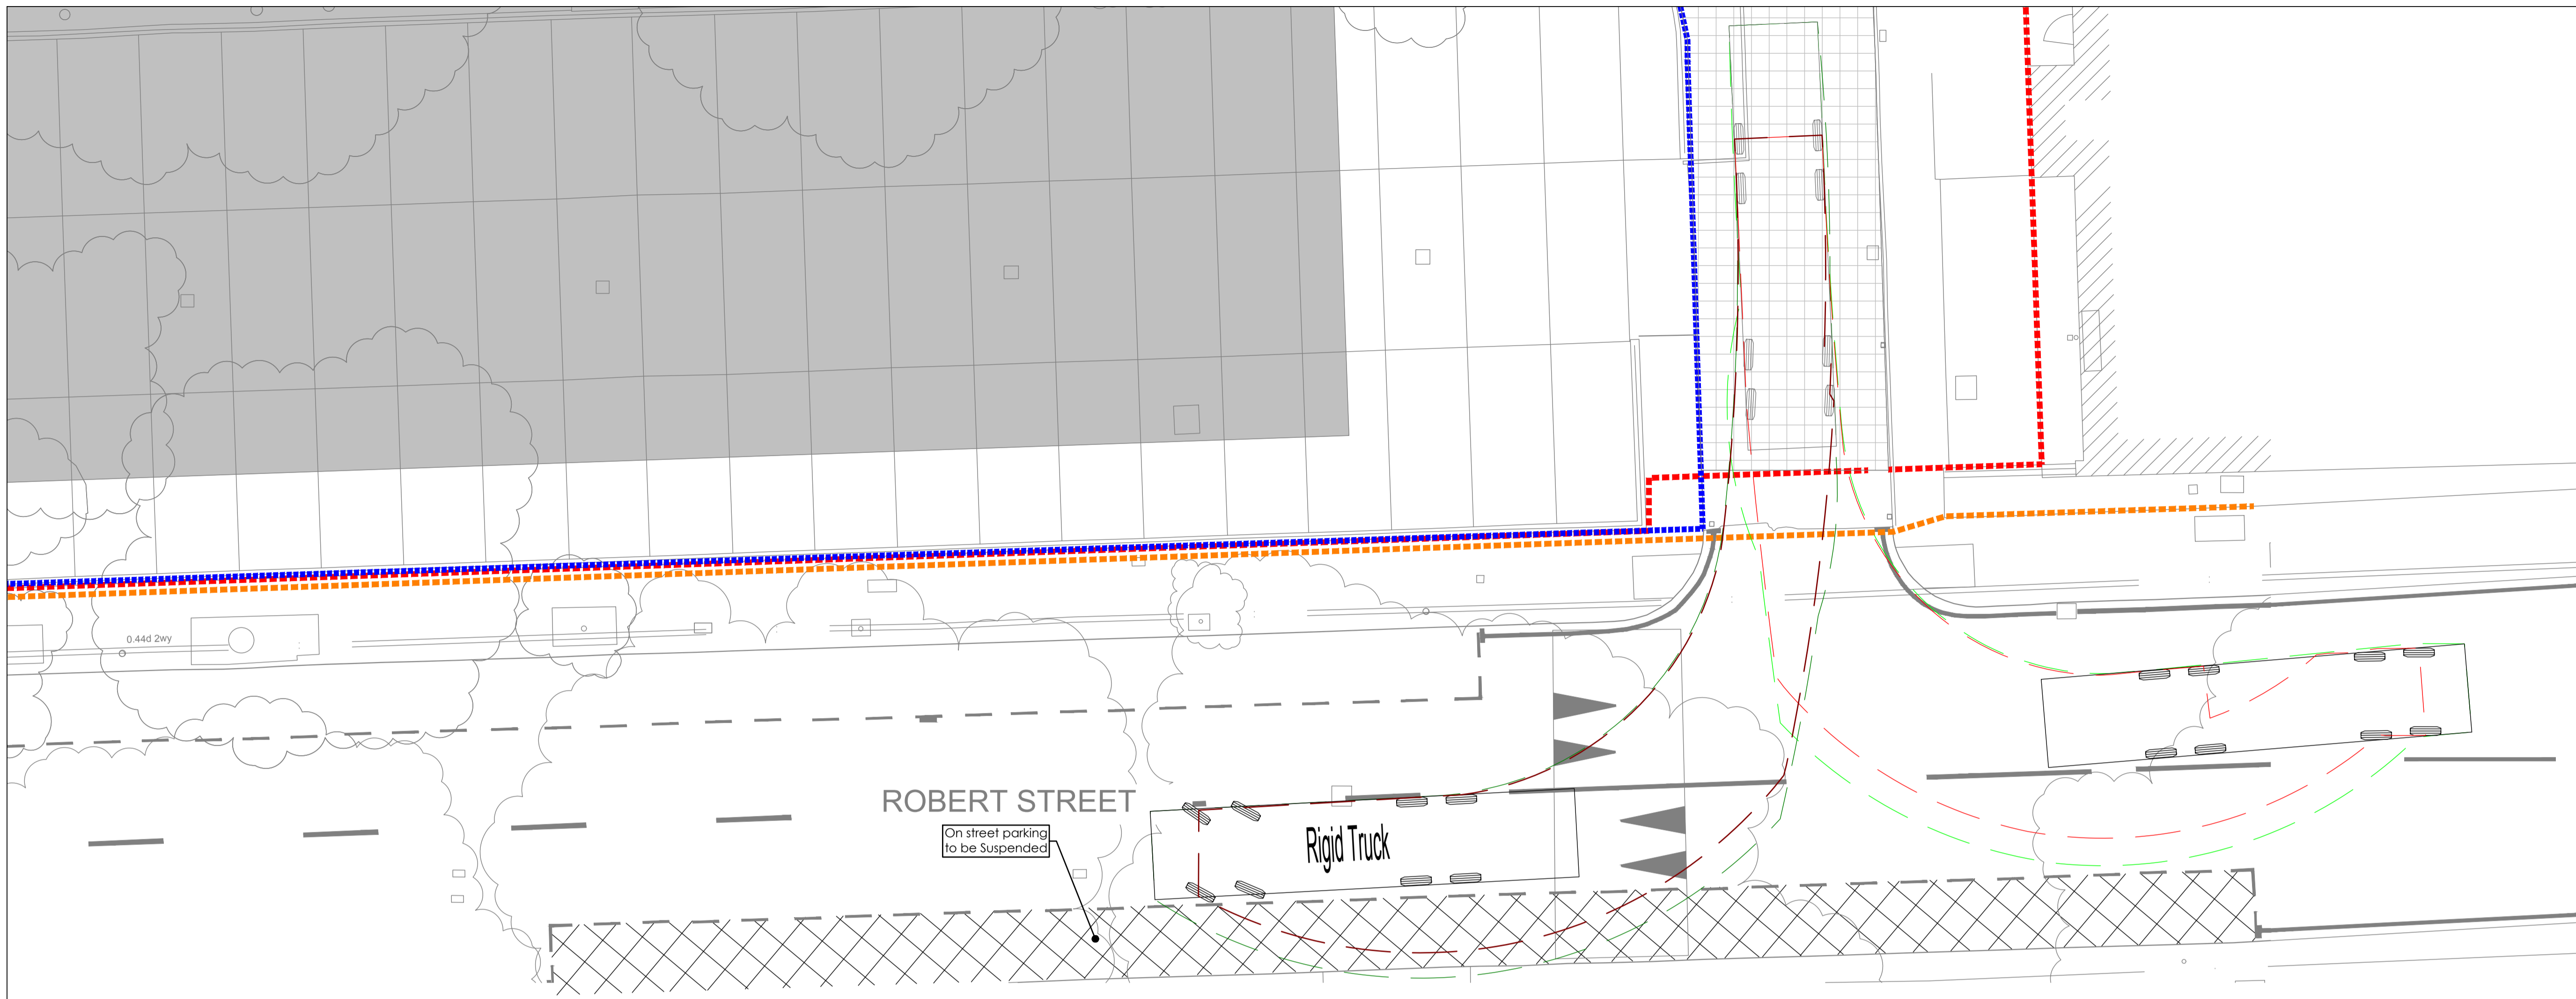 0.44d 2wy
ROBERT STREET
On street parking
to be Suspended
Rigid Truck